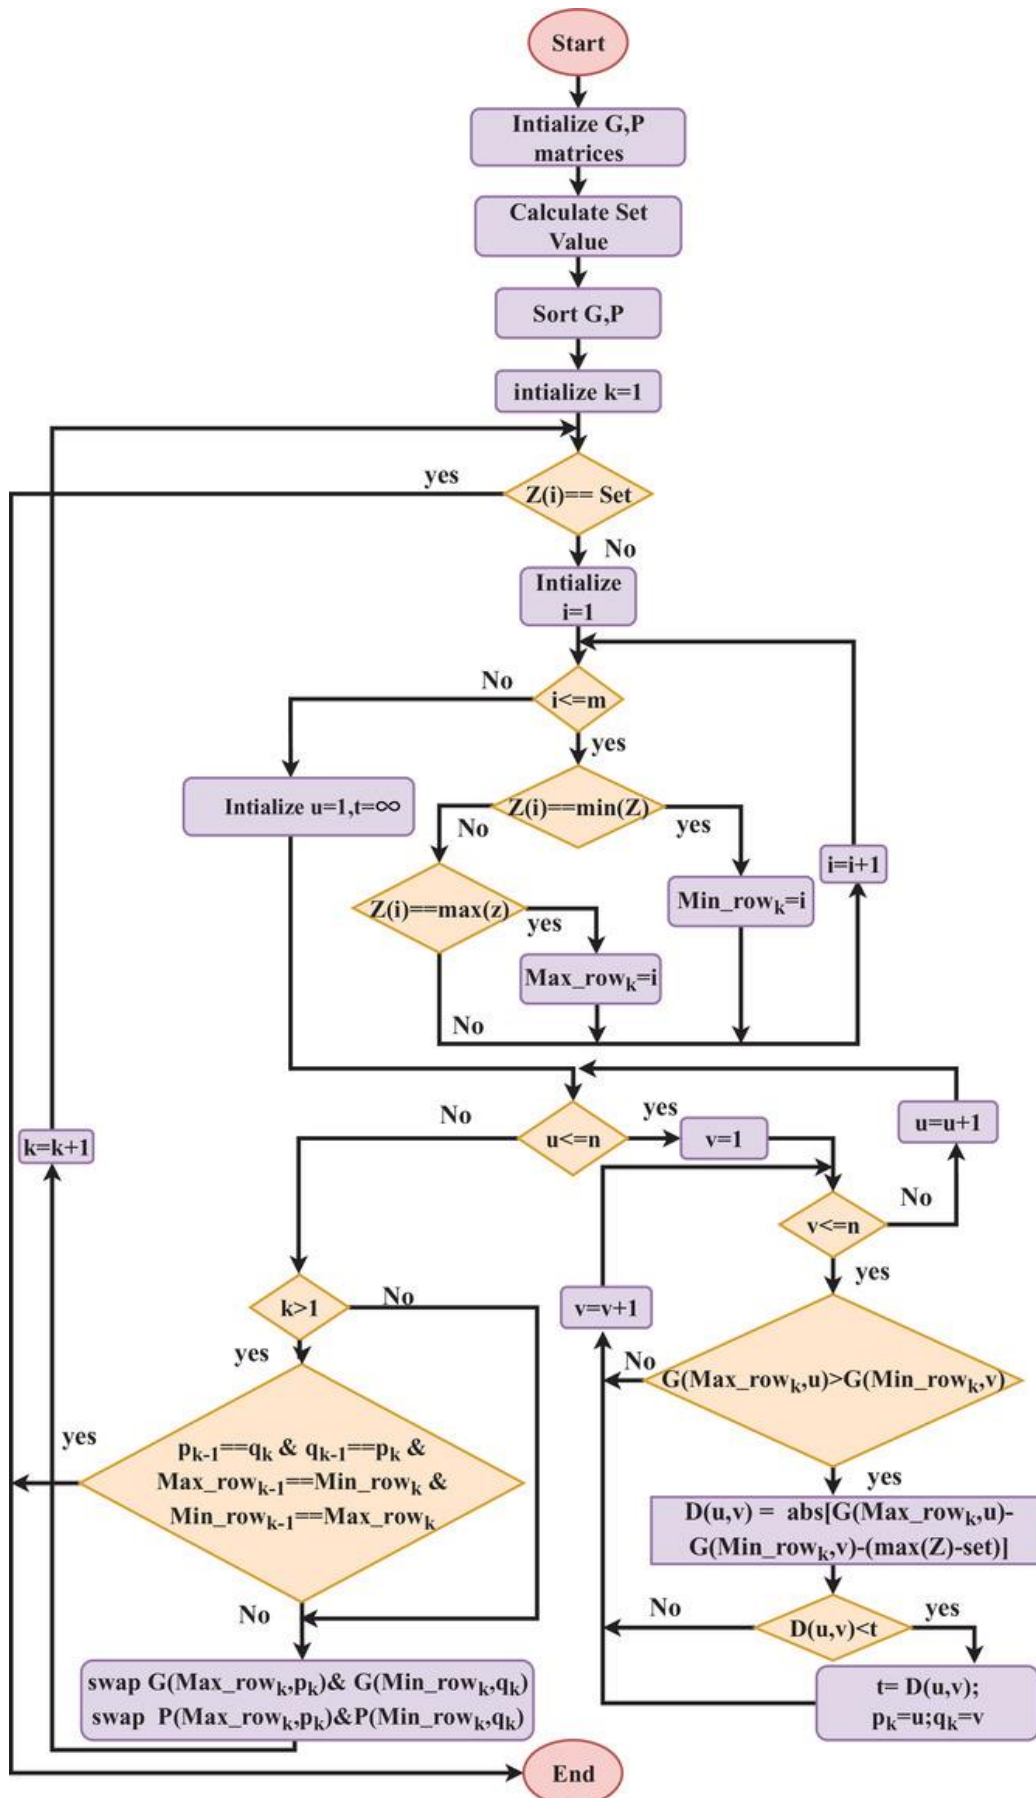 Start
Intialize G,P
matrices
Calculate Set
Value
Sort G,P
intialize k=1
yes
Z(i)== Set
No
Intialize
i=1
No
i<=m
yes
Intialize u=1,t=∞
Z(i)==min(Z)
No
yes
i=i+1
Z(i)==max(z)
yes
Min_rowₖ=i
Max_rowₖ=i
No
No
u<=n
yes
v=1
u=u+1
k=k+1
v<=n
No
yes
k>1
No
v=v+1
yes
No
G(Max_rowₖ,u)>G(Minₖ_rowₖ,v)
yes
pₖ₋₁==qₖ & qₖ₋₁==pₖ &
Max_rowₖ₋₁==Min_rowₖ &
Min_rowₖ₋₁==Max_rowₖ
yes
D(u,v) = abs[G(Max_rowₖ,u)-
G(Min_rowₖ,v)-(max(Z)-set)]
No
No
D(u,v)<t
yes
swap G(Max_rowₖ,pₖ)& G(Min_rowₖ,qₖ)
swap P(Max_rowₖ,pₖ)&P(Min_rowₖ,qₖ)
t= D(u,v);
pₖ=u;qₖ=v
End